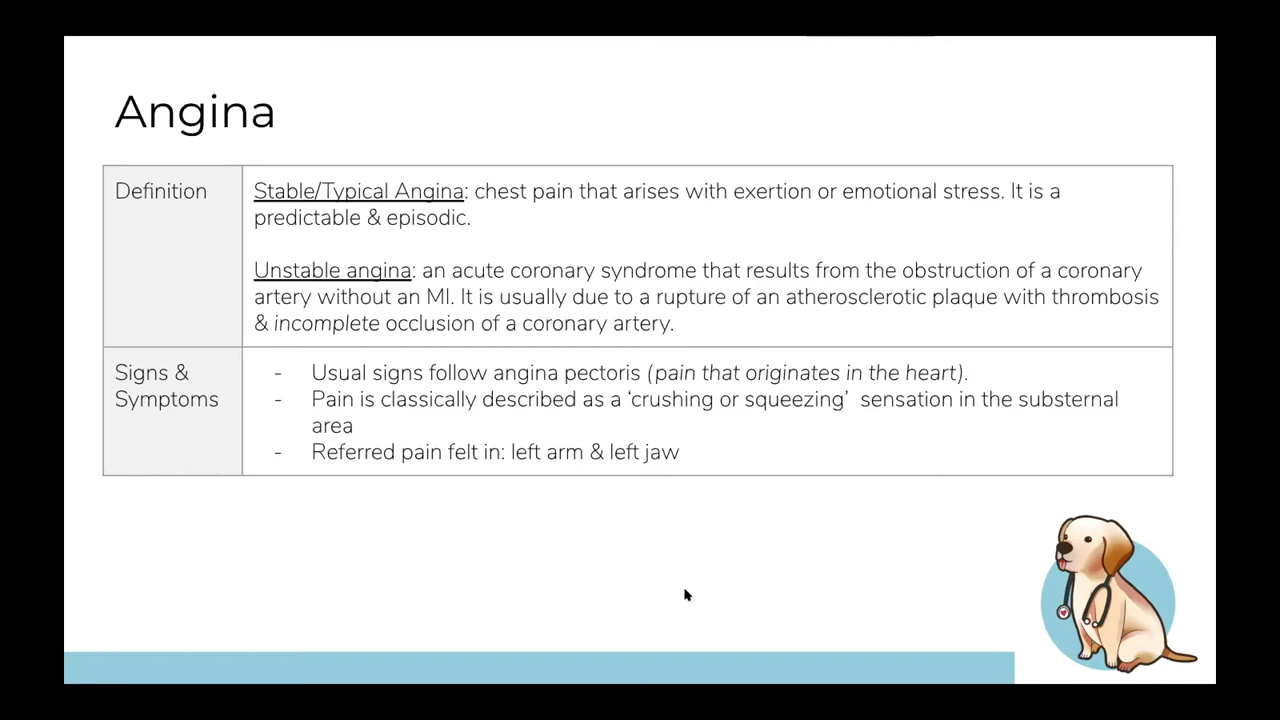 Angina
Definition
Stable/Typical Angina: chest pain that arises with exertion or emotional stress. It is a
predictable & episodic.
Unstable angina: an acute coronary syndrome that results from the obstruction of a coronary
artery without an MI. It is usually due to a rupture of an atherosclerotic plaque with thrombosis
& incomplete occlusion of a coronary artery.
Signs &
Symptoms
- Usual signs follow angina pectoris (pain that originates in the heart).
- Pain is classically described as a ‘crushing or squeezing’ sensation in the substernal
area
- Referred pain felt in: left arm & left jaw